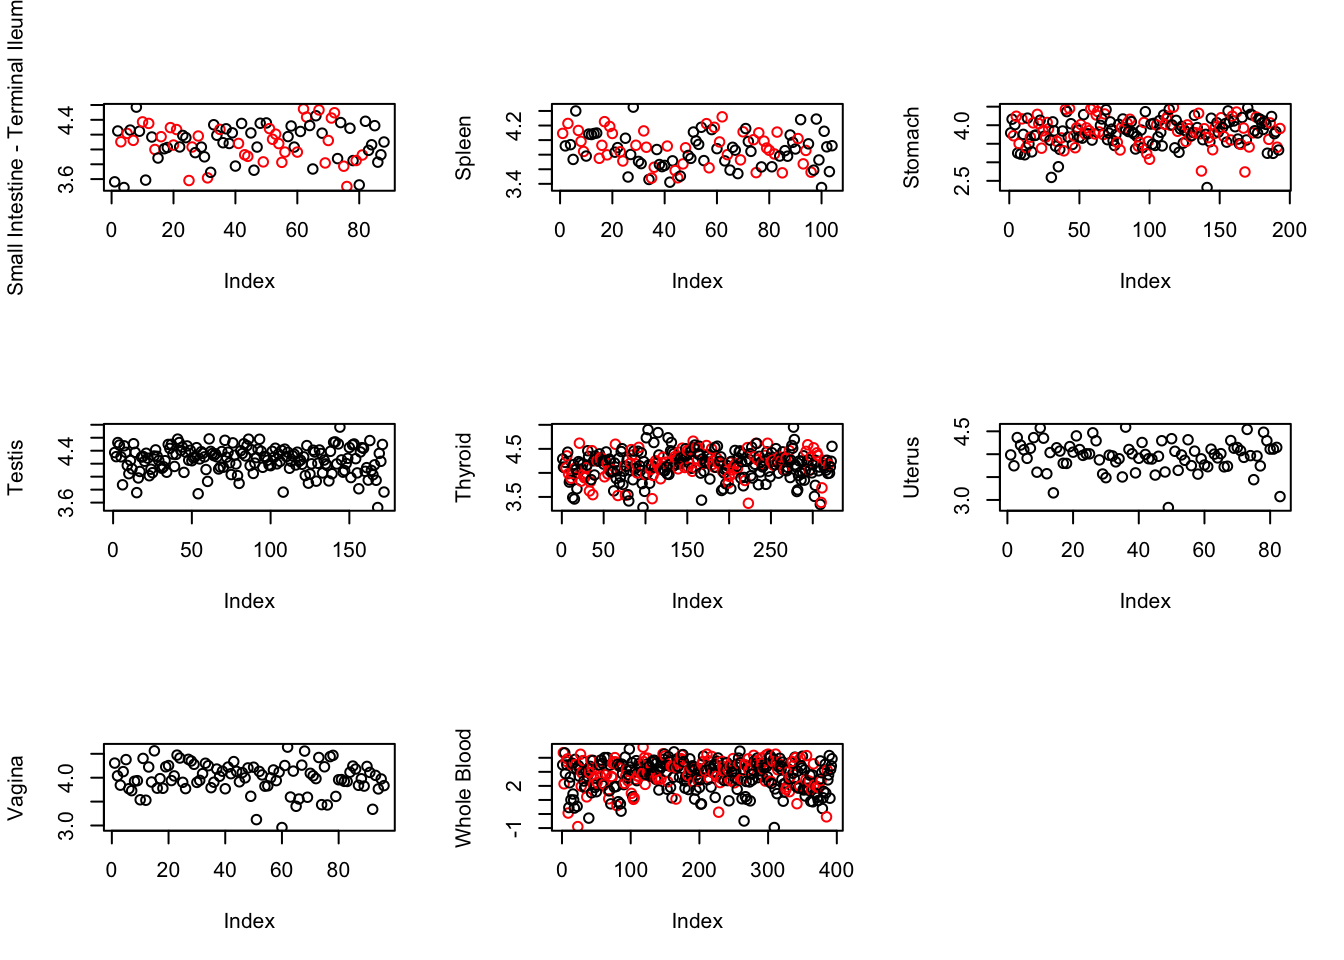 Small Intestine - Terminal Ileum
3.6 4.4
0 20 40 60 80
Index
Spleen
3.4 4.2
0 20 40 60 80 100
Index
Stomach
2.5 4.0
0 50 100 150 200
Index
Testis
3.6 4.4
0 50 100 150
Index
Thyroid
3.5 4.5
0 50 150 250
Index
Uterus
3.0 4.5
0 20 40 60 80
Index
Vagina
3.0 4.0
0 20 40 60 80
Index
Whole Blood
-1 2
0 100 200 300 400
Index